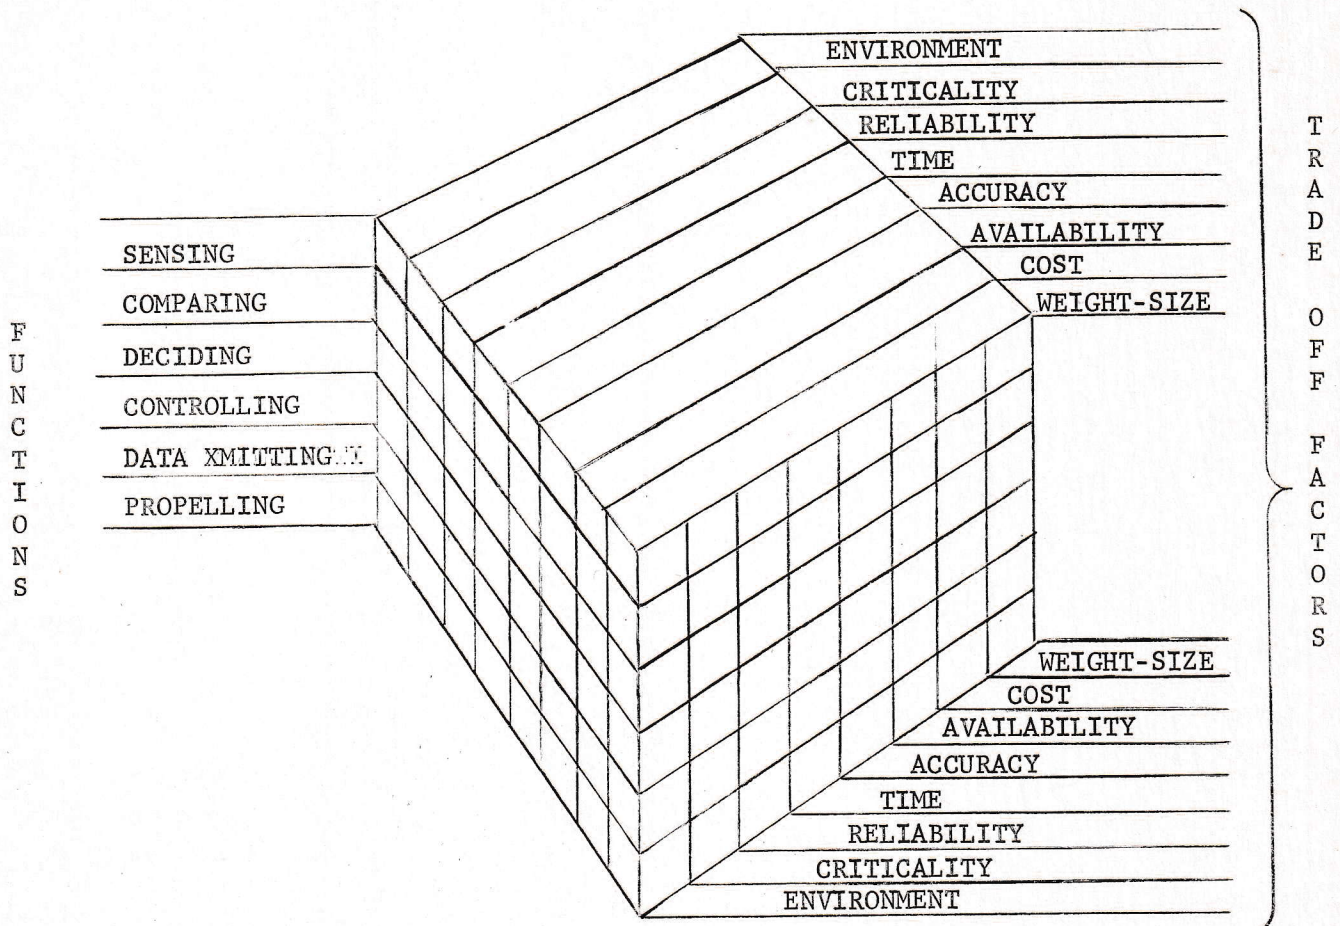 FUNCTIONS
SENSING
COMPARING
DECIDING
CONTROLLING
DATA XMITTING
PROPELLING
ENVIRONMENT
CRITICALITY
RELIABILITY
TIME
ACCURACY
AVAILABILITY
COST
WEIGHT-SIZE
WEIGHT-SIZE
COST
AVAILABILITY
ACCURACY
TIME
RELIABILITY
CRITICALITY
ENVIRONMENT
TRADE OFF FACTORS